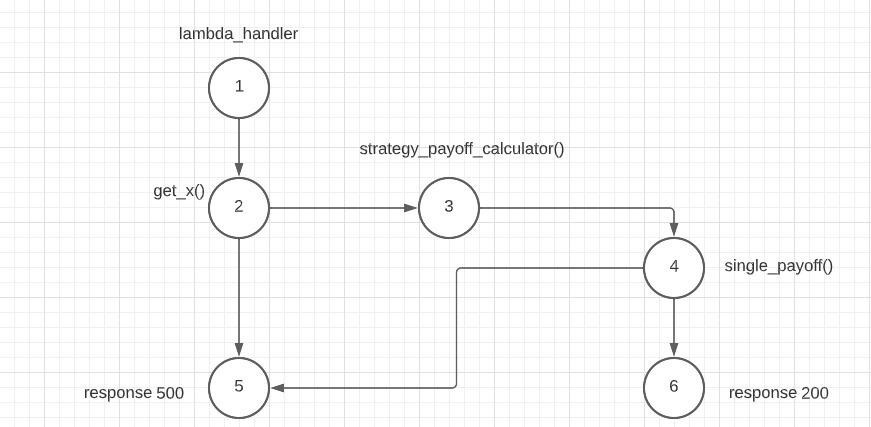 lambda_handler
1
strategy_payoff_calculator()
get_x()
2
3
4
single_payoff()
response 500
5
6
response 200